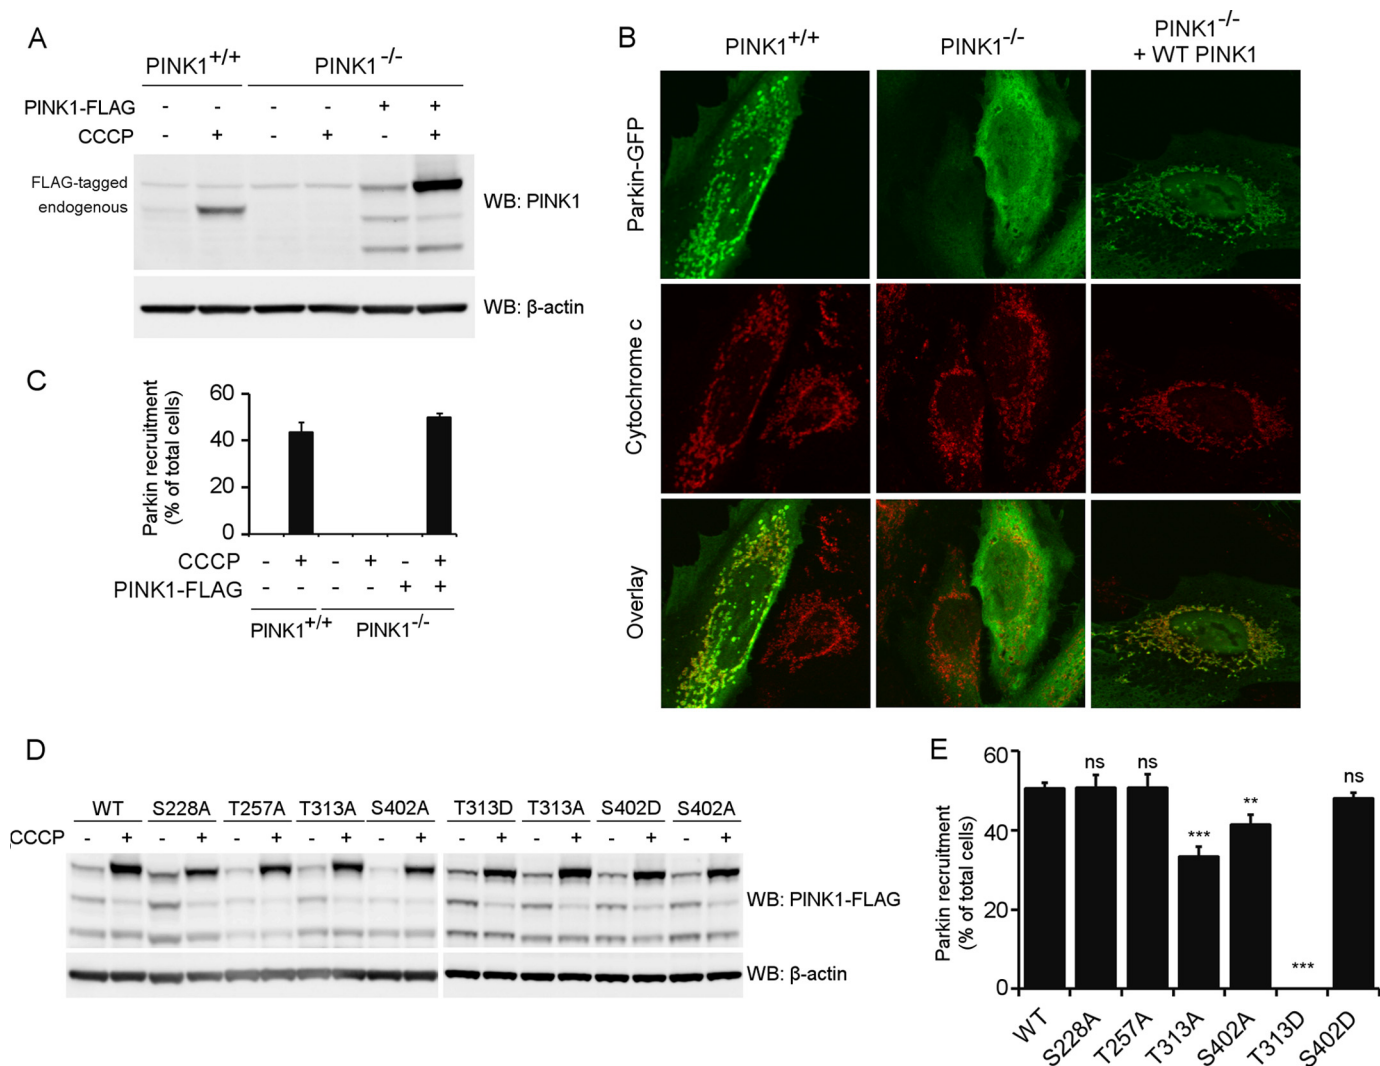 A
PINK1+/+ PINK1-/-
PINK1-FLAG - - - - + +
CCCP - + - + - +
FLAG-tagged
endogenous
WB: PINK1
WB: β-actin
B
PINK1+/+
PINK1-/-
PINK1-/-
+ WT PINK1
Parkin-GFP
Cytochrome c
Overlay
C
Parkin recruitment
(% of total cells)
60
40
20
0
CCCP - + - + - +
PINK1-FLAG - - - - + +
PINK1+/+ PINK1-/-
D
WT S228A T257A T313A S402A T313D T313A S402D S402A
CCCP - + - + - + - + - + - + - + - + - +
WB: PINK1-FLAG
WB: β-actin
E
Parkin recruitment
(% of total cells)
60
40
20
0
ns ns *** ** *** ns
WT S228A T257A T313A S402A T313D S402D